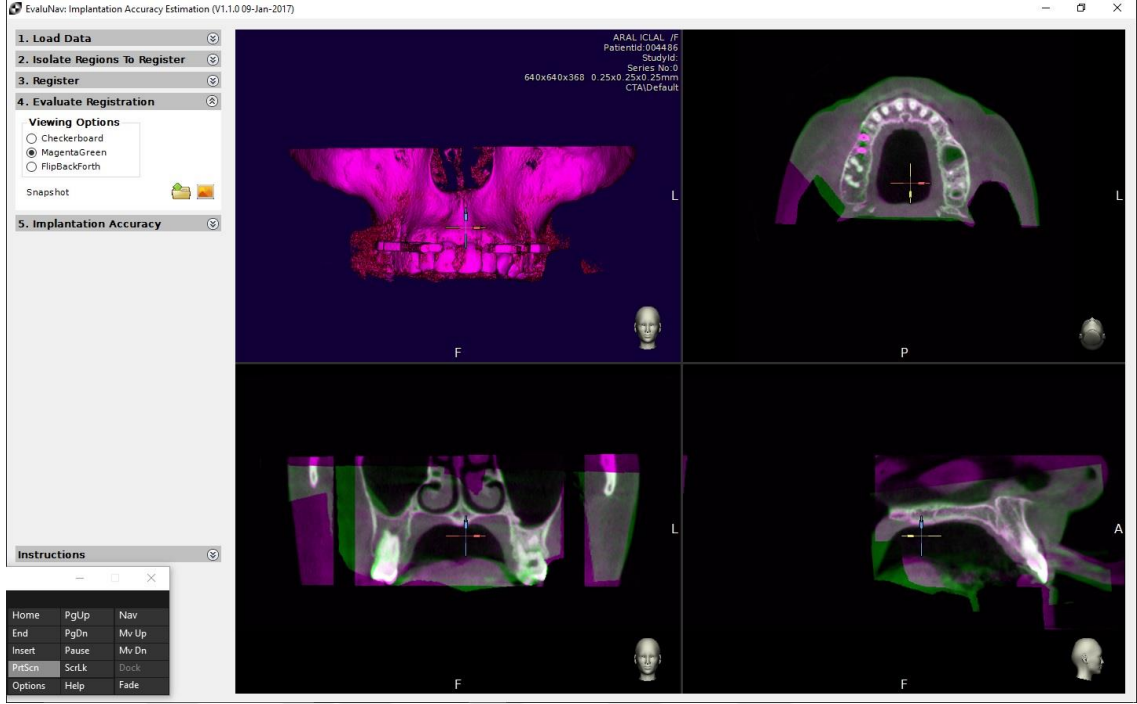 EvaluNav: Implantation Accuracy Estimation (V1.1.0 09-Jan-2017)
1. Load Data
2. Isolate Regions To Register
3. Register
4. Evaluate Registration
Viewing Options
Checkerboard
MagentaGreen
FlipBackForth
Snapshot
5. Implantation Accuracy
Instructions
Home PgUp Nav
End PgDn Mv Up
Insert Pause Mv Dn
PrtScn ScrLk Dock
Options Help Fade
ARAL ICLAL /F
PatientId:004486
StudyId:
Series No:0
640x640x368 0.25x0.25x0.25mm
CTA\Default
L
F
L
P
L
F
A
F